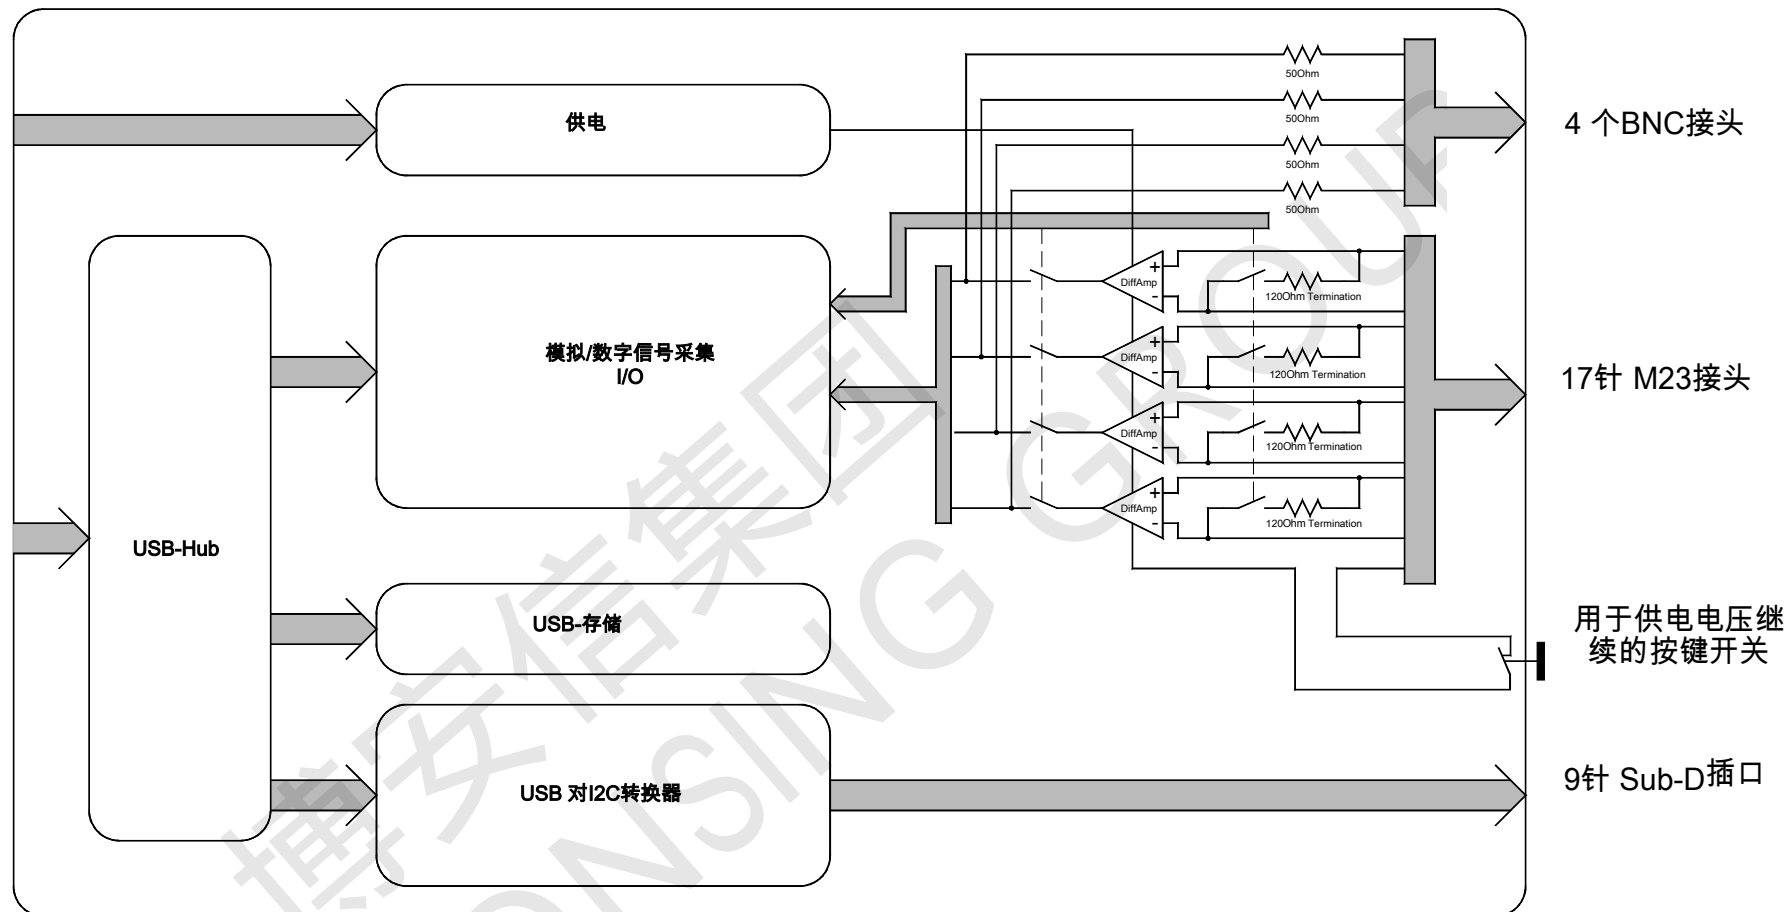 50Ohm
供电
50Ohm
4 个BNC接头
50Ohm
50Ohm
+
DiffAmp
-
120Ohm Termination
模拟/数字信号采集
I/O
+
DiffAmp
-
120Ohm Termination
17针 M23接头
+
DiffAmp
-
120Ohm Termination
+
DiffAmp
-
120Ohm Termination
USB-Hub
USB-存储
用于供电电压继
续的按键开关
USB 对I2C转换器
9针 Sub-D插口
博安信集团
ONSING GROUP